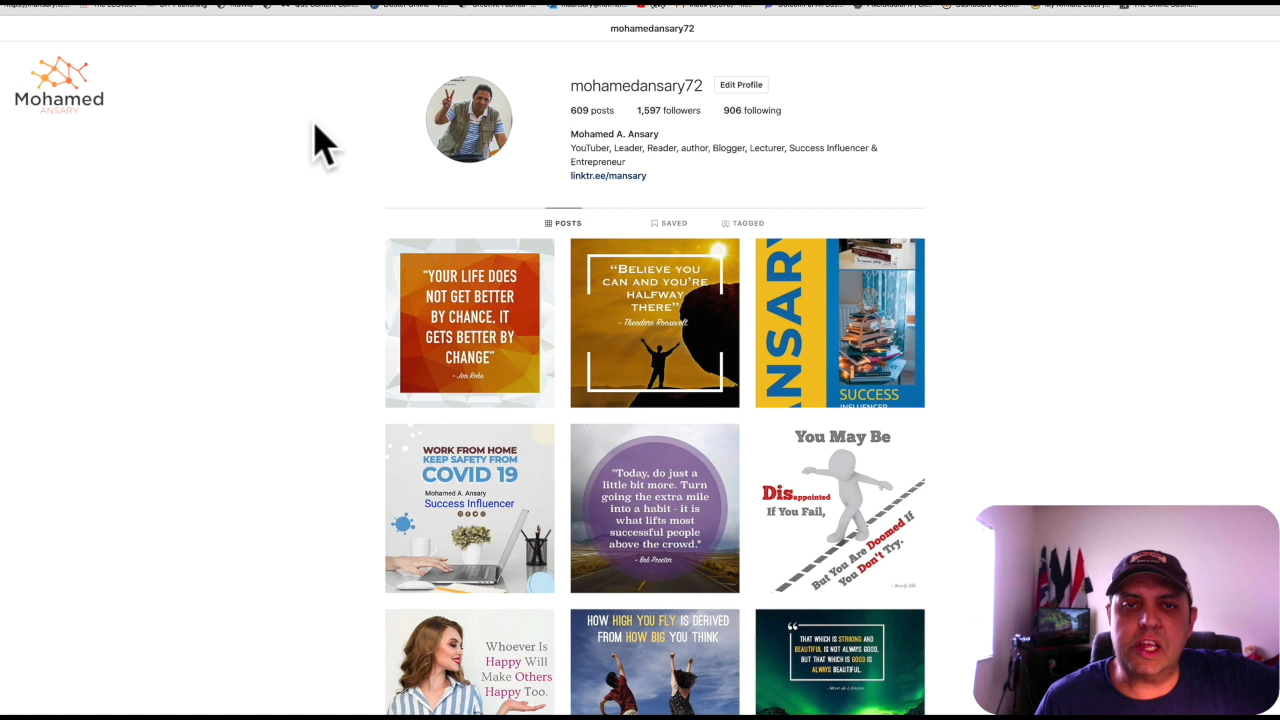 mohamedansary72
Mohamed
ANSARY
mohamedansary72
Edit Profile
609 posts
1,597 followers
906 following
Mohamed A. Ansary
YouTuber, Leader, Reader, author, Blogger, Lecturer, Success Influencer &
Entrepreneur
linktr.ee/mansary
POSTS
SAVED
TAGGED
“YOUR LIFE DOES
NOT GET BETTER
BY CHANCE, IT
GETS BETTER BY
CHANGE”
- Jon Rohn
“BELIEVE YOU
CAN AND YOU’RE
HALFWAY
THERE”
- Theodore Roosevelt
ANSARY
SUCCESS
INFLUENCER
WORK FROM HOME
KEEP SAFETY FROM
COVID 19
Mohamed A. Ansary
Success Influencer
"Today, do just a
little bit more. Turn
going the extra mile
into a habit - it is
what lifts most
successful people
above the crowd."
- Bob Proctor
You May Be
Disappointed
If You Fail,
But You Are Doomed If
You Don't Try.
Whoever Is
Happy Will
Make Others
Happy Too.
HOW HIGH YOU FLY IS DERIVED
FROM HOW BIG YOU THINK
“
THAT WHICH IS STRIKING AND
BEAUTIFUL IS NOT ALWAYS GOOD,
BUT THAT WHICH IS GOOD IS
ALWAYS BEAUTIFUL.